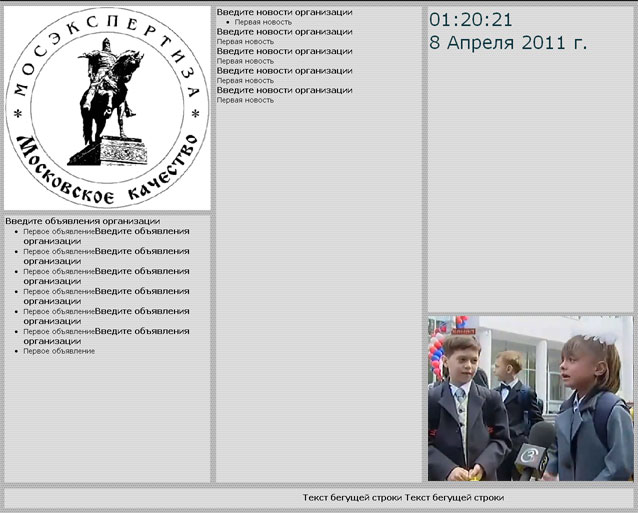 * МОСЭКСПЕРТИЗА *
Московское качество
Введите объявления организации
Первое объявлениеВведите объявления
организации
Первое объявлениеВведите объявления
организации
Первое объявлениеВведите объявления
организации
Первое объявлениеВведите объявления
организации
Первое объявлениеВведите объявления
организации
Первое объявлениеВведите объявления
организации
Первое объявление
Введите новости организации
Первая новость
Введите новости организации
Первая новость
Введите новости организации
Первая новость
Введите новости организации
Первая новость
Введите новости организации
Первая новость
01:20:21
8 Апреля 2011 г.
Текст бегущей строки Текст бегущей строки